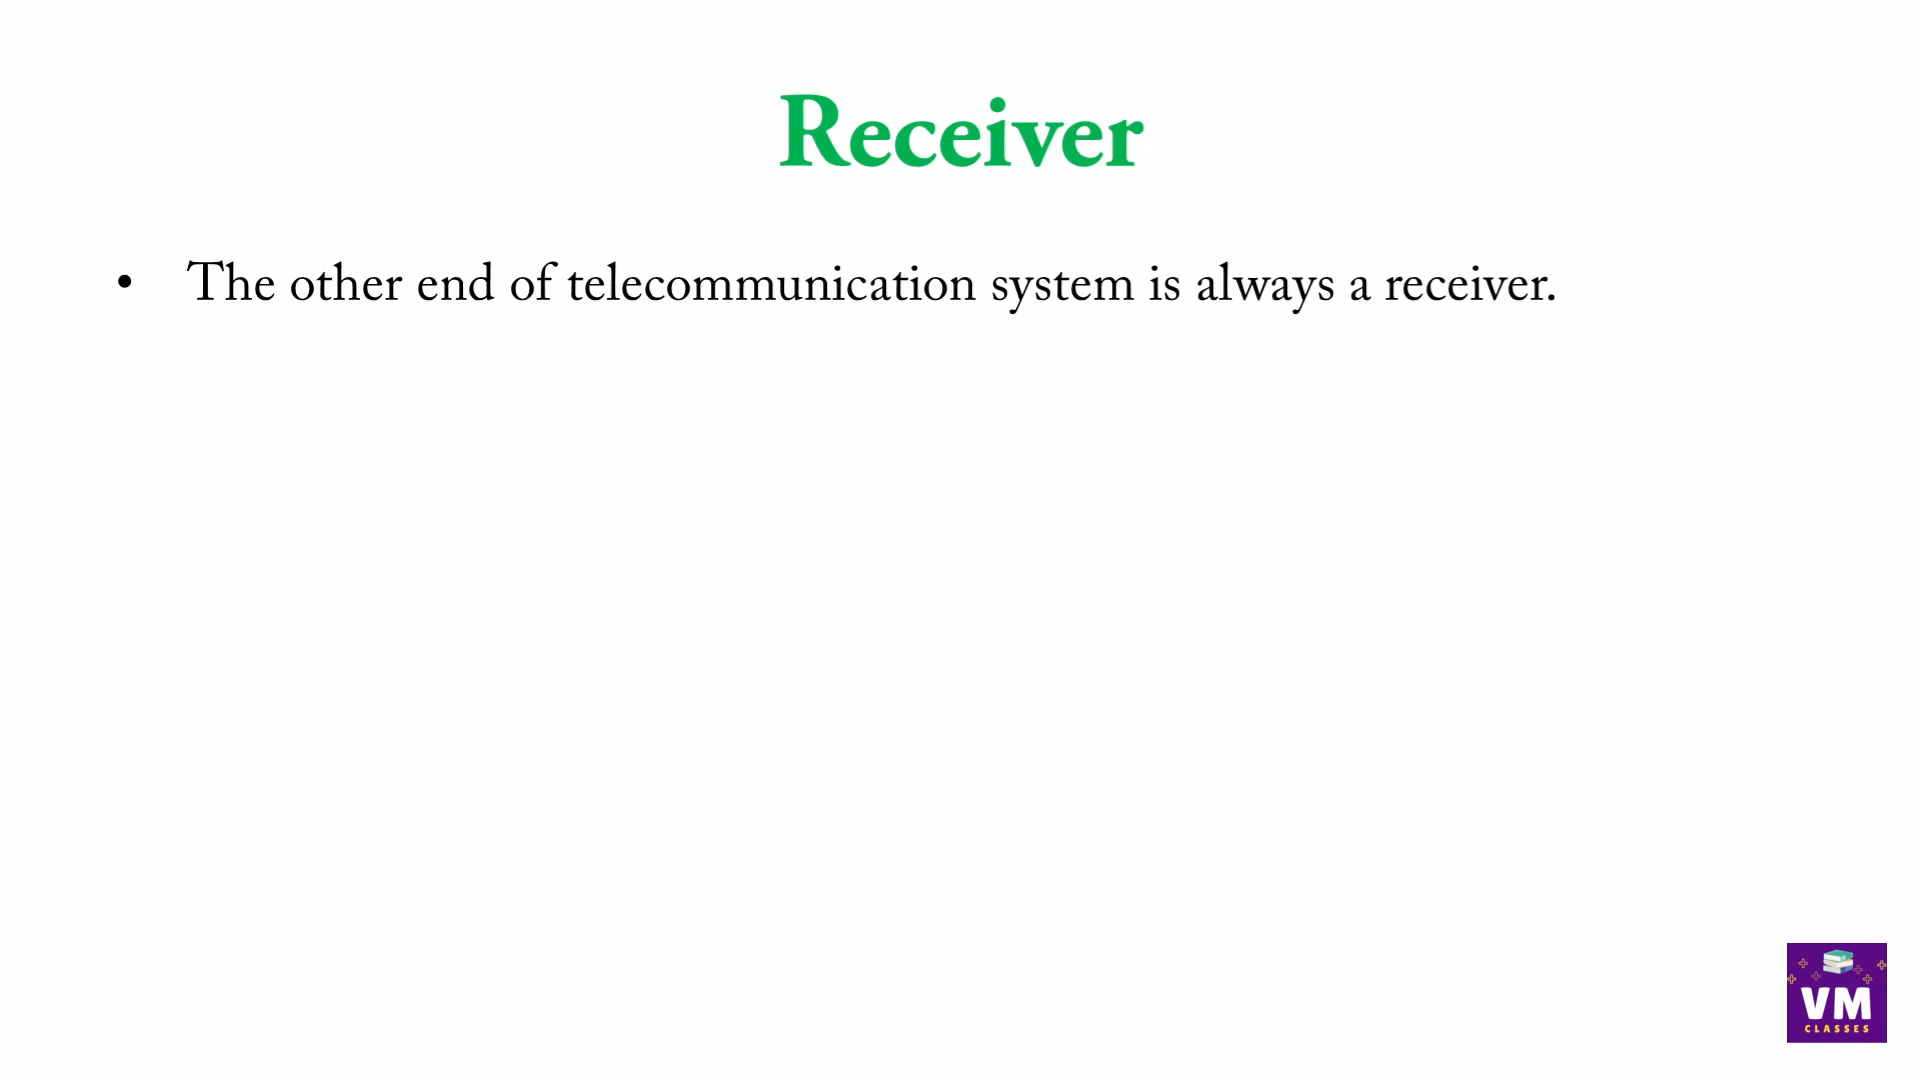 Receiver
• The other end of telecommunication system is always a receiver.
VM
CLASSES